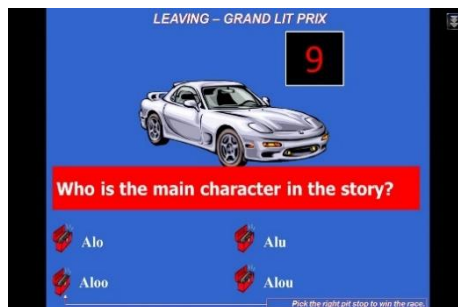 LEAVING – GRAND LIT PRIX
9
Who is the main character in the story?
Alo
Alu
Aloo
Alou
Pick the right pit stop to win the race.